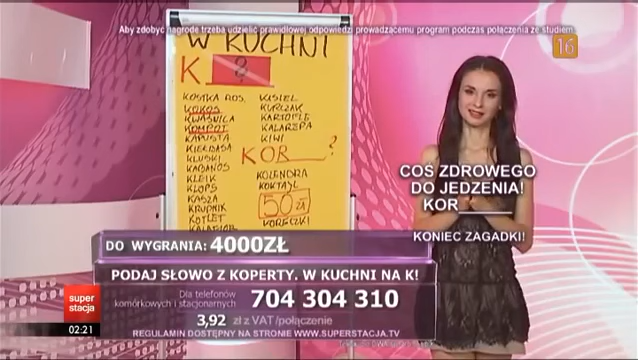 Aby zdobyć nagrodę trzeba udzielić prawidłowej odpowiedzi prowadzącemu program podczas połączenia ze studiem.
16
W KUCHNI
K 8
KOSTKA ROS.
KOKOS
KWAŚNICA
KOMPOT
KAPUSTA
KIEŁBASA
KLUSKI
KABANOS
KLEIK
KLOPS
KASZA
KRUPNIK
KOTLET
KISIEL
KURCZAK
KARTOFLE
KALAREPA
KIWI
KOR___?
KOLENDRA
KOKTAJL
50 ZŁ
KORECZKI
COŚ ZDROWEGO
DO JEDZENIA!
KOR______
KONIEC ZAGADKI!
DO WYGRANIA: 4000ZŁ
PODAJ SŁOWO Z KOPERTY. W KUCHNI NA K!
Dla telefonów
komórkowych i stacjonarnych
704 304 310
3,92 zł z VAT/połączenie
REGULAMIN DOSTĘPNY NA STRONIE WWW.SUPERSTACJA.TV
super
stacja
02:21